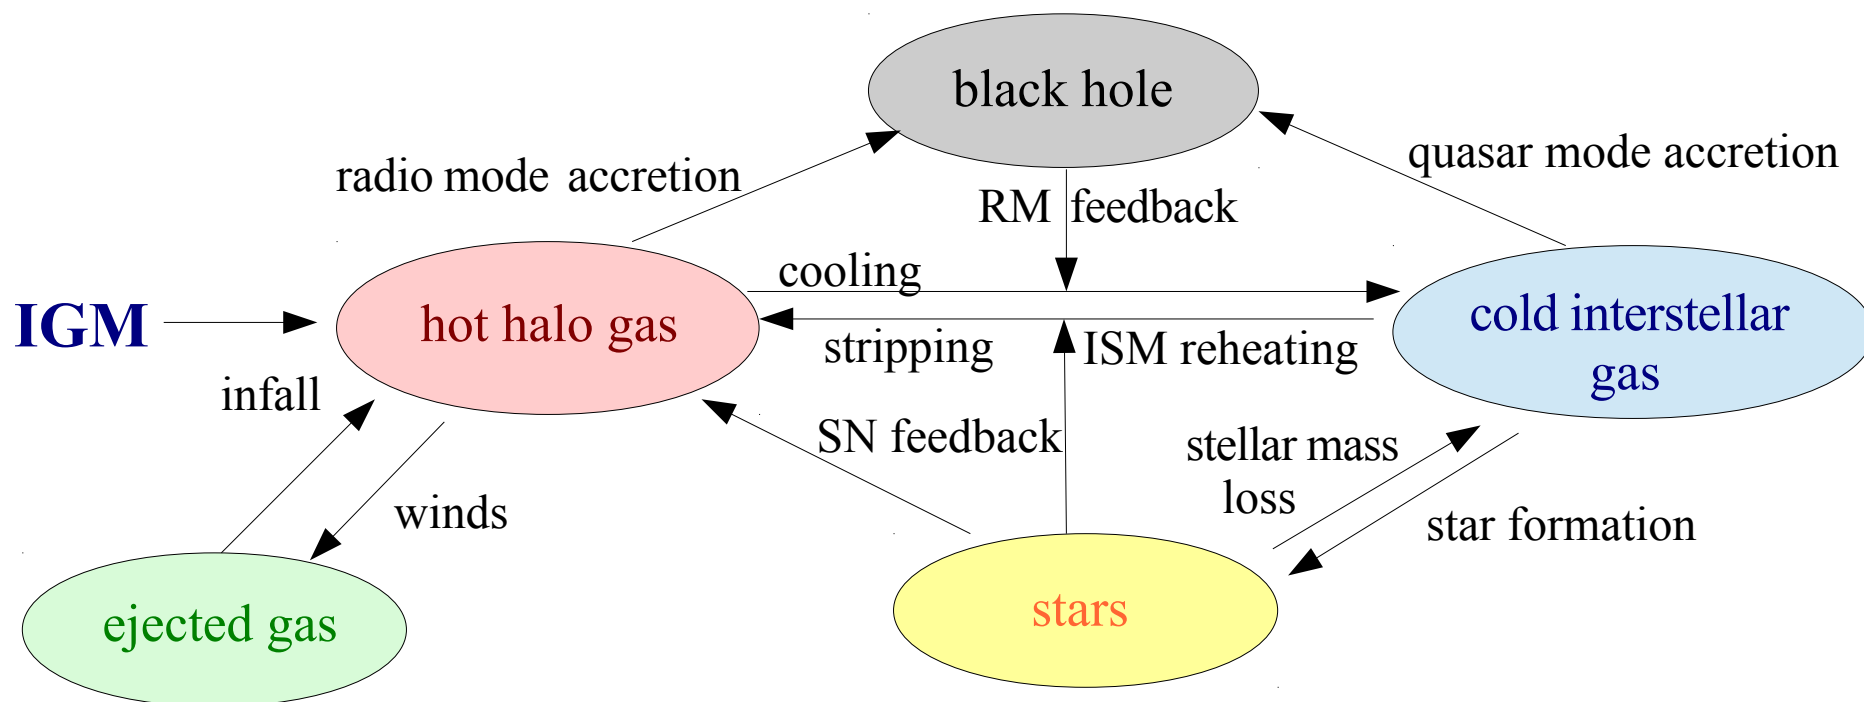 black hole
radio mode accretion
quasar mode accretion
RM feedback
cooling
IGM
hot halo gas
cold interstellar
gas
stripping
ISM reheating
infall
SN feedback
stellar mass
loss
winds
star formation
ejected gas
stars